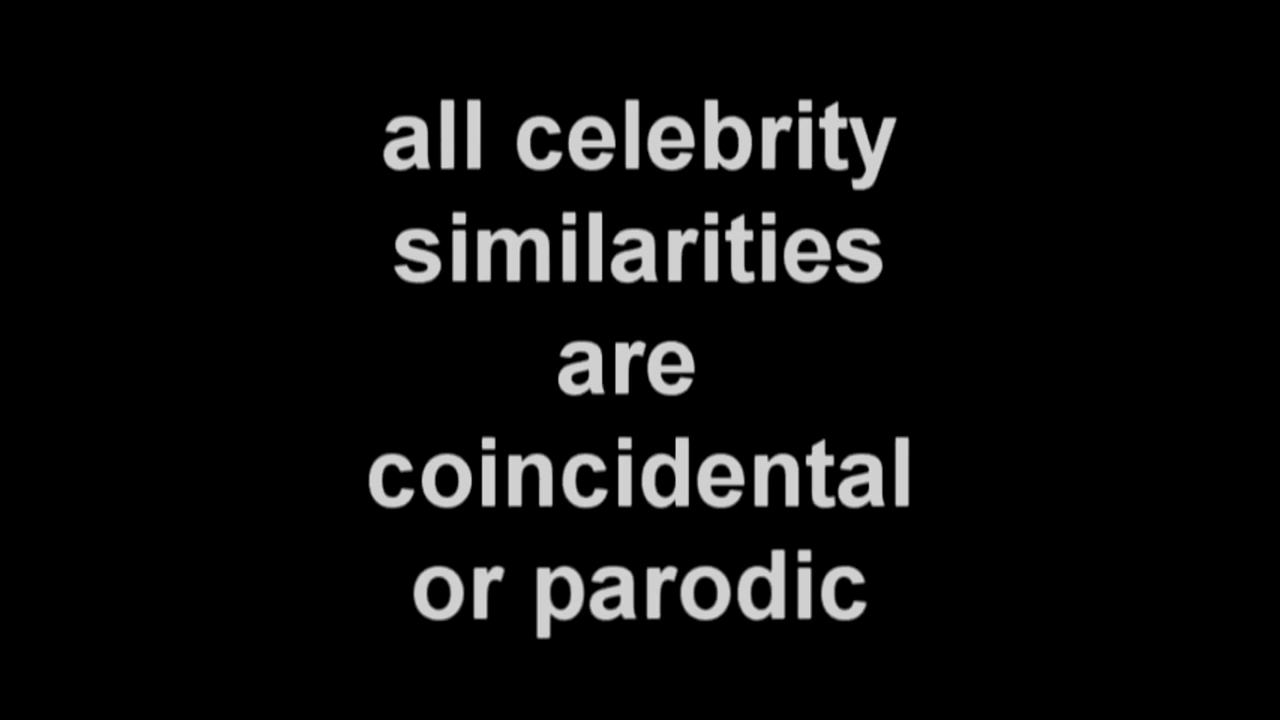 all celebrity
similarities
are
coincidental
or parodic